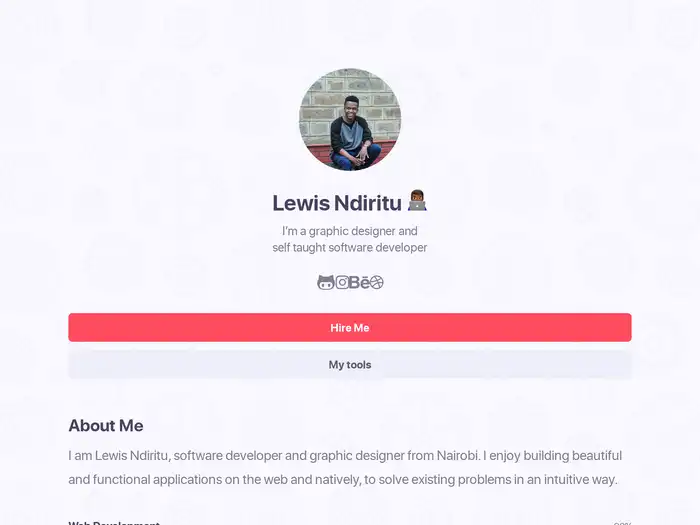 Lewis Ndiritu
I'm a graphic designer and
self taught software developer
Bē
Hire Me
My tools
About Me
I am Lewis Ndiritu, software developer and graphic designer from Nairobi. I enjoy building beautiful
and functional applications on the web and natively, to solve existing problems in an intuitive way.
Web Development